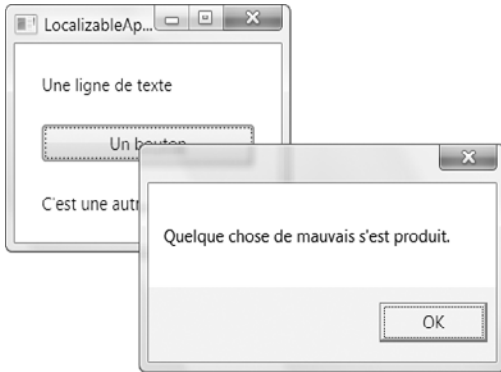 LocalizableAp...
Une ligne de texte
Un bouton
C'est une autr
Quelque chose de mauvais s'est produit.
OK